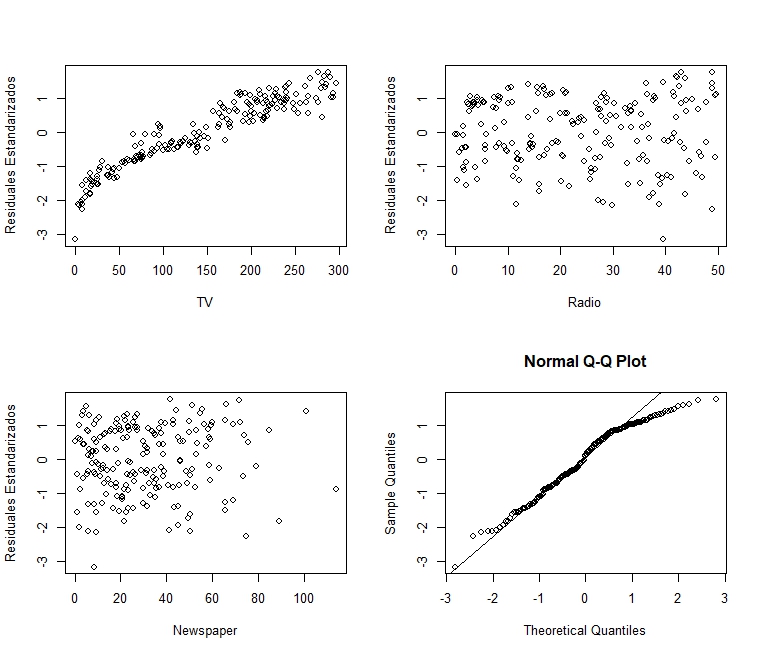 Residuales Estandarizados
1
0
-1
-2
-3
0 50 100 150 200 250 300
TV
Residuales Estandarizados
1
0
-1
-2
-3
0 10 20 30 40 50
Radio
Residuales Estandarizados
1
0
-1
-2
-3
0 20 40 60 80 100
Newspaper
Normal Q-Q Plot
Sample Quantiles
1
0
-1
-2
-3
-3 -2 -1 0 1 2 3
Theoretical Quantiles